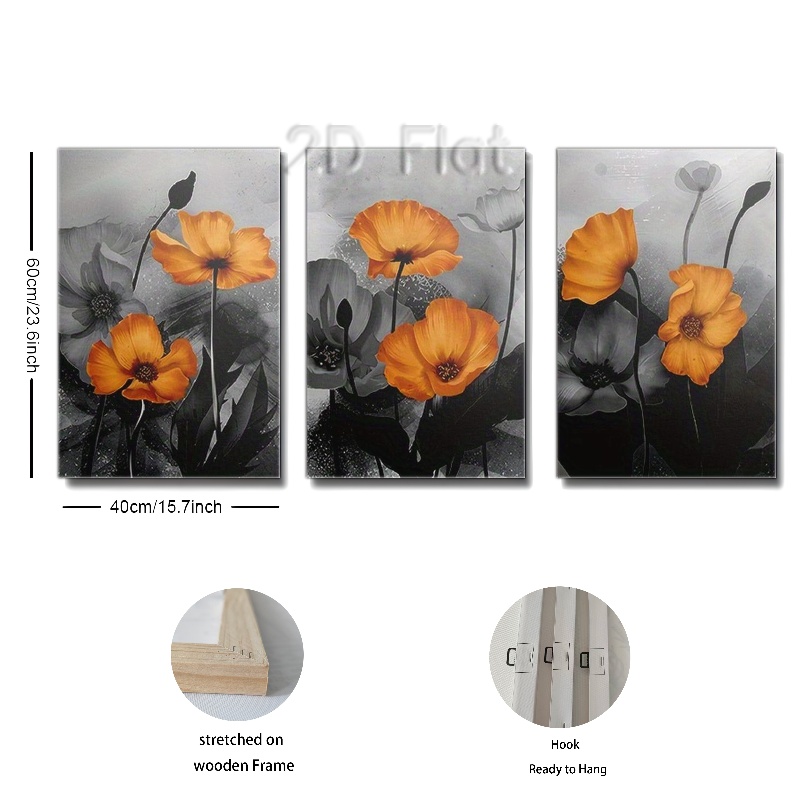 2D Flat
60cm/23.6inch
40cm/15.7inch
stretched on
wooden Frame
Hook
Ready to Hang